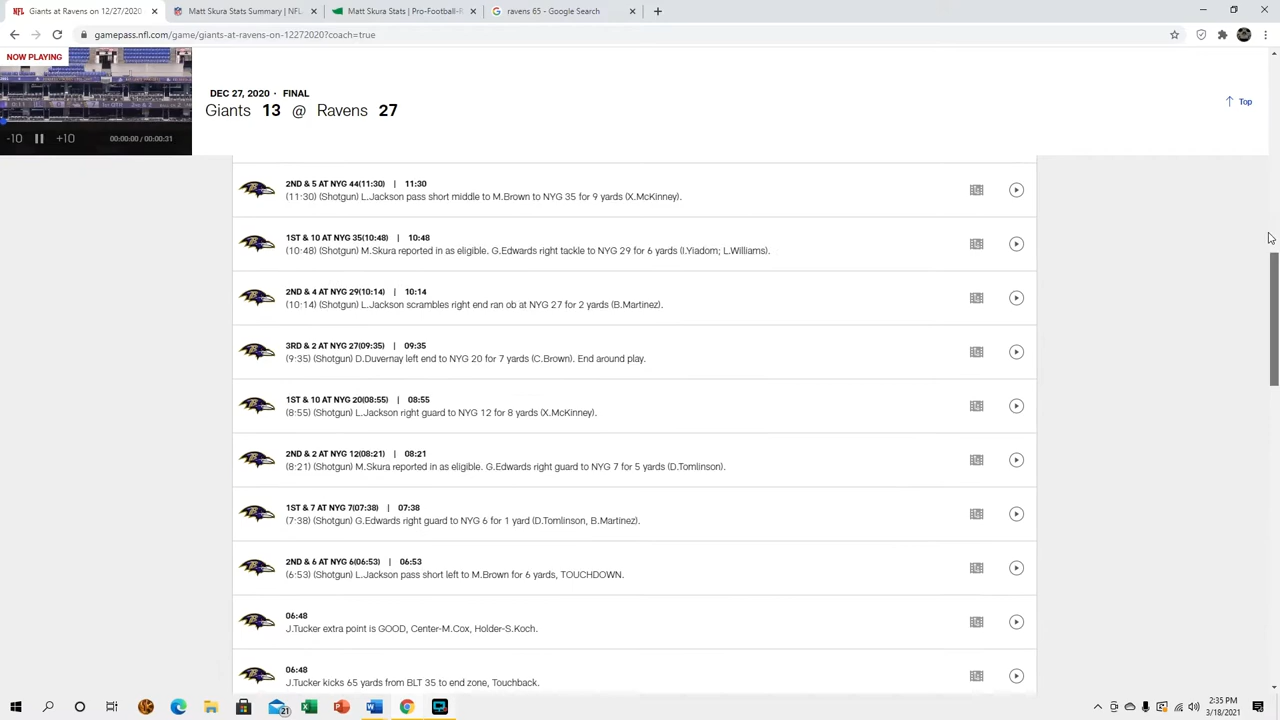 Giants at Ravens on 12/27/2020
Matt Skura Stats Summary | NFL.
Matt Skura Stats | Pro-Football-R
ravens 65 - Google Search
gamepass.nfl.com/game/giants-at-ravens-on-12272020?coach=true
NOW PLAYING
-10
+10
00:00:00 / 00:00:31
DEC 27, 2020 · FINAL
Giants 13 @ Ravens 27
Top
2ND & 5 AT NYG 44(11:30) | 11:30
(11:30) (Shotgun) L.Jackson pass short middle to M.Brown to NYG 35 for 9 yards (X.McKinney).
1ST & 10 AT NYG 35(10:48) | 10:48
(10:48) (Shotgun) M.Skura reported in as eligible. G.Edwards right tackle to NYG 29 for 6 yards (I.Yiadom; L.Williams).
2ND & 4 AT NYG 29(10:14) | 10:14
(10:14) (Shotgun) L.Jackson scrambles right end ran ob at NYG 27 for 2 yards (B.Martinez).
3RD & 2 AT NYG 27(09:35) | 09:35
(9:35) (Shotgun) D.Duvernay left end to NYG 20 for 7 yards (C.Brown). End around play.
1ST & 10 AT NYG 20(08:55) | 08:55
(8:55) (Shotgun) L.Jackson right guard to NYG 12 for 8 yards (X.McKinney).
2ND & 2 AT NYG 12(08:21) | 08:21
(8:21) (Shotgun) M.Skura reported in as eligible. G.Edwards right guard to NYG 7 for 5 yards (D.Tomlinson).
1ST & 7 AT NYG 7(07:38) | 07:38
(7:38) (Shotgun) G.Edwards right guard to NYG 6 for 1 yard (D.Tomlinson, B.Martinez).
2ND & 6 AT NYG 6(06:53) | 06:53
(6:53) (Shotgun) L.Jackson pass short left to M.Brown for 6 yards, TOUCHDOWN.
06:48
J.Tucker extra point is GOOD, Center-M.Cox, Holder-S.Koch.
06:48
J.Tucker kicks 65 yards from BLT 35 to end zone, Touchback.
21
2:35 PM
3/18/2021